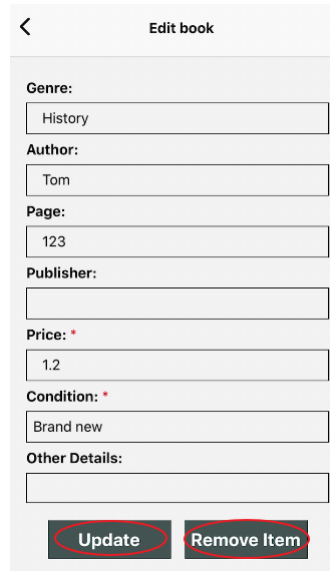 Edit book
Genre:
History
Author:
Tom
Page:
123
Publisher:
Price: *
1.2
Condition: *
Brand new
Other Details:
Update Remove Item